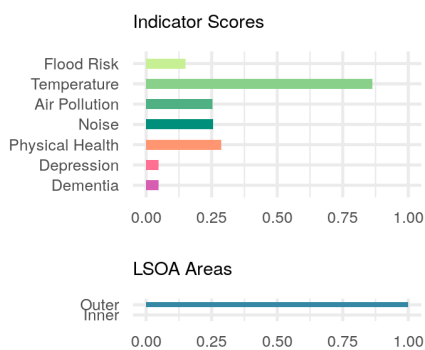 Indicator Scores
Flood Risk
Temperature
Air Pollution
Noise
Physical Health
Depression
Dementia
0.00 0.25 0.50 0.75 1.00
LSOA Areas
Outer
Inner
0.00 0.25 0.50 0.75 1.00